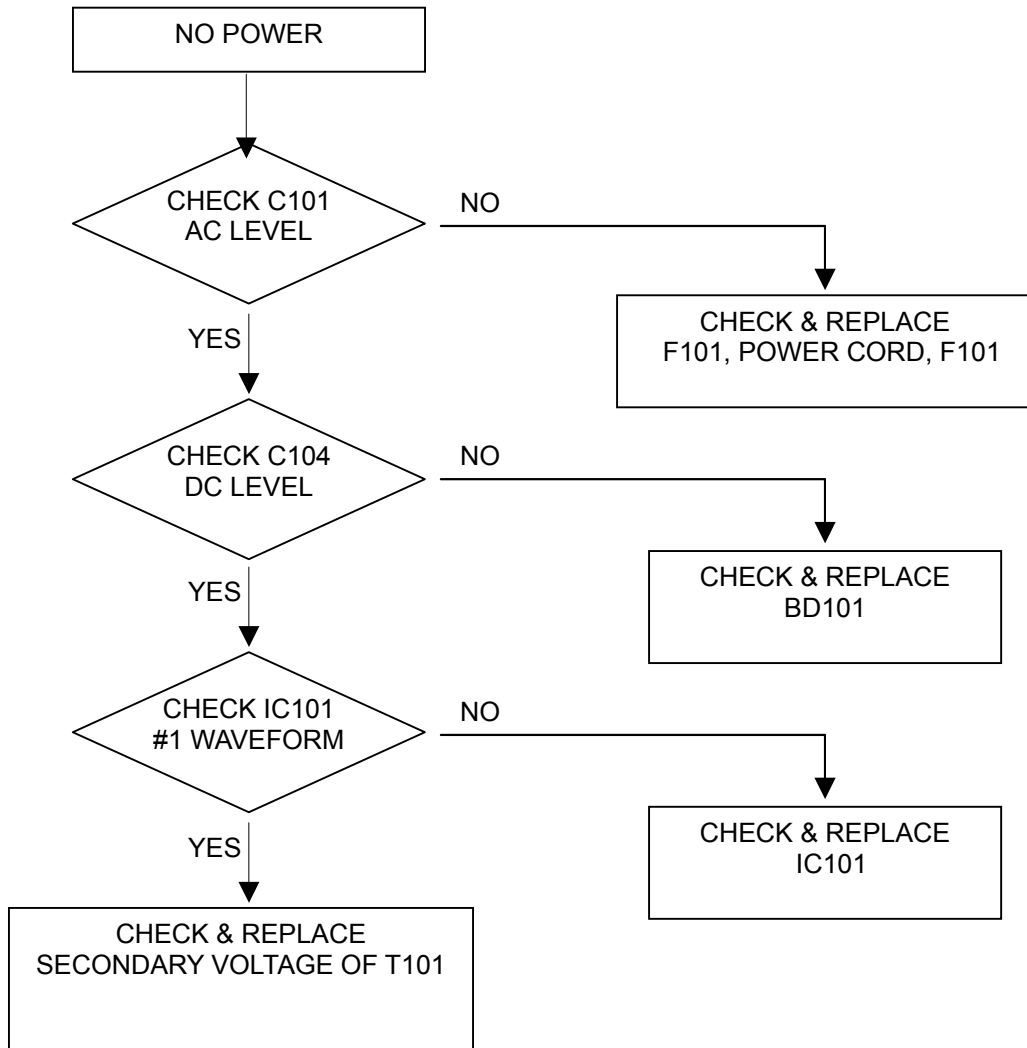 NO POWER
CHECK C101
AC LEVEL
NO
CHECK & REPLACE
F101, POWER CORD, F101
YES
CHECK C104
DC LEVEL
NO
CHECK & REPLACE
BD101
YES
CHECK IC101
#1 WAVEFORM
NO
CHECK & REPLACE
IC101
YES
CHECK & REPLACE
SECONDARY VOLTAGE OF T101